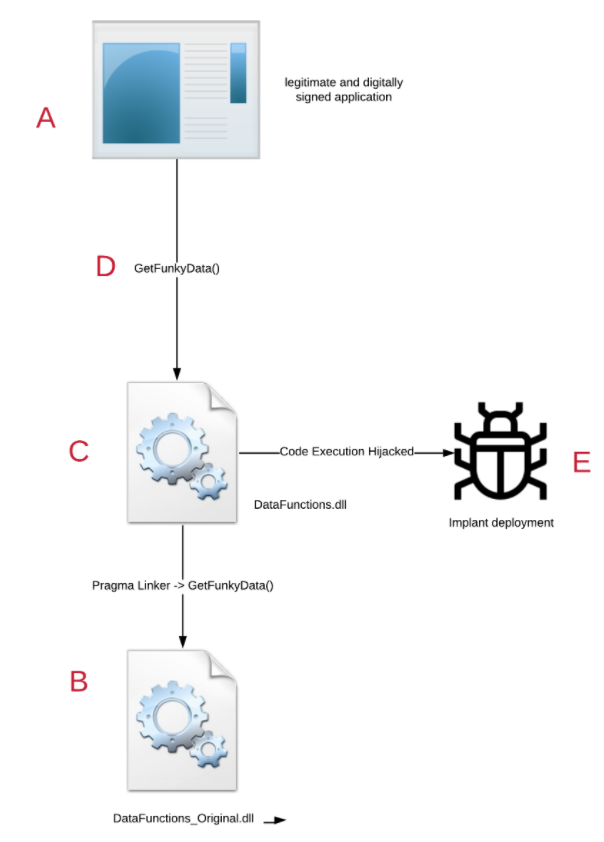 A
legitimate and digitally
signed application
D
GetFunkyData()
C
Code Execution Hijacked
E
DataFunctions.dll
Implant deployment
Pragma Linker -> GetFunkyData()
B
DataFunctions_Original.dll